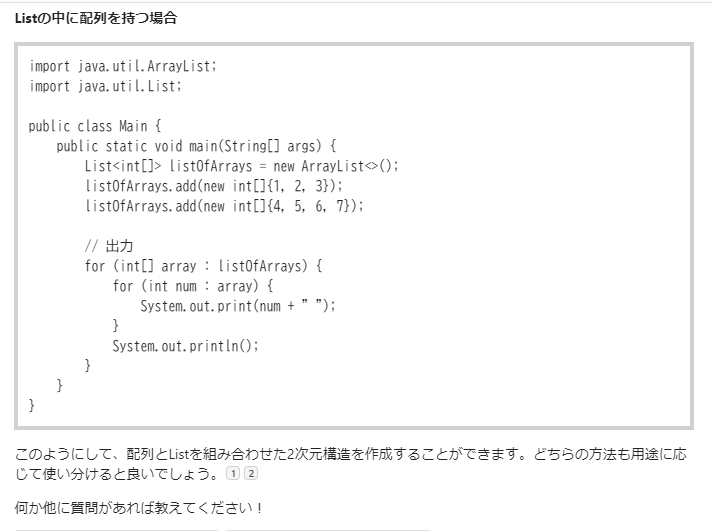 Listの中に配列を持つ場合
import java.util.ArrayList;
import java.util.List;
public class Main {
public static void main(String[] args) {
List<int[]> listOfArrays = new ArrayList<>();
listOfArrays.add(new int[]{1, 2, 3});
listOfArrays.add(new int[]{4, 5, 6, 7});
// 出力
for (int[] array : listOfArrays) {
for (int num : array) {
System.out.print(num + " ");
}
System.out.println();
}
}
}
このようにして、配列とListを組み合わせた2次元構造を作成することができます。どちらの方法も用途に応
じて使い分けると良いでしょう。 1 2
何か他に質問があれば教えてください！